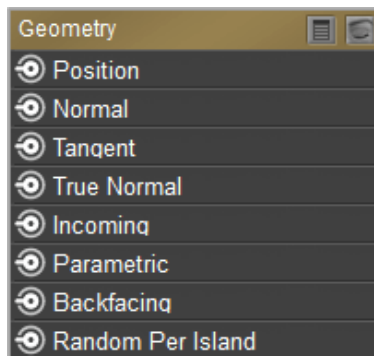 Geometry
Position
Normal
Tangent
True Normal
Incoming
Parametric
Backfacing
Random Per Island